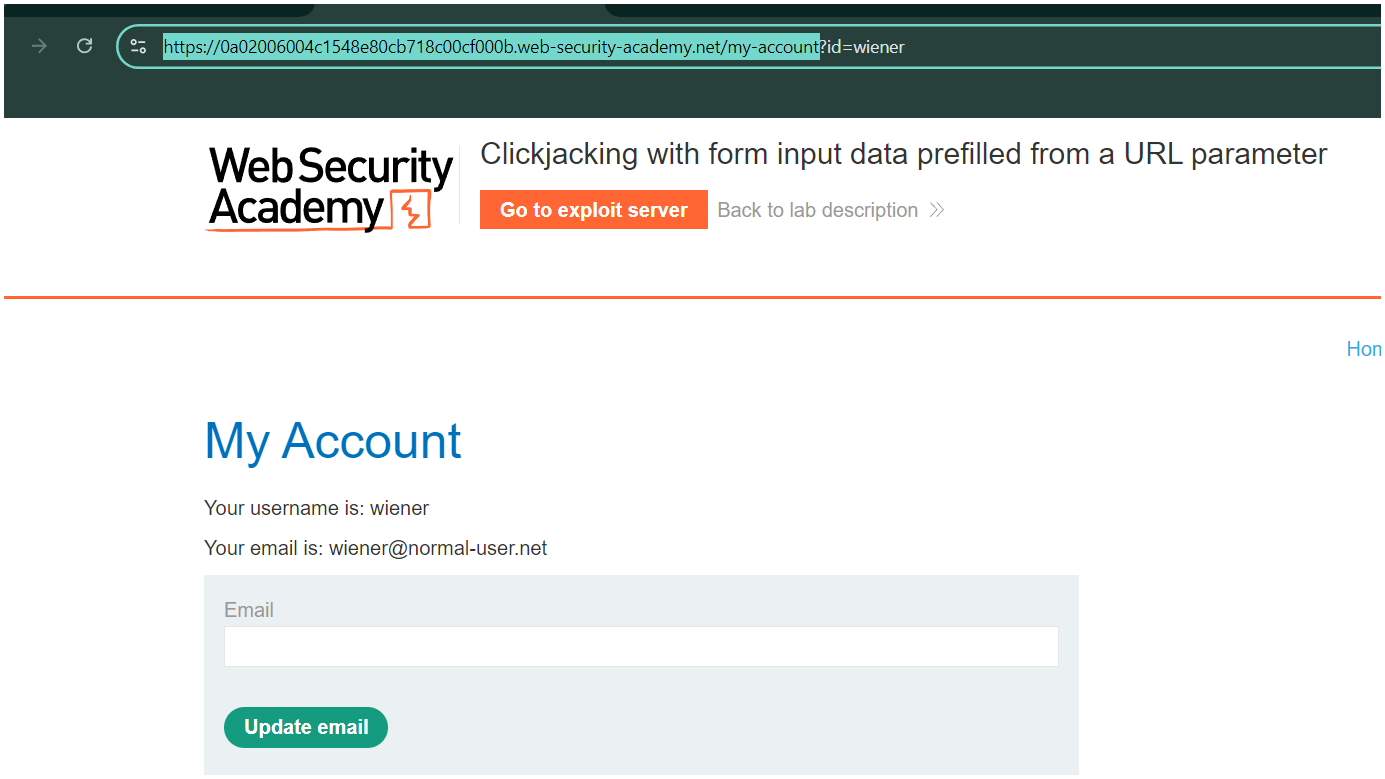 https://0a02006004c1548e80cb718c00cf000b.web-security-academy.net/my-account?id=wiener
Web Security
Academy
Clickjacking with form input data prefilled from a URL parameter
Go to exploit server
Back to lab description
Hom
My Account
Your username is: wiener
Your email is: wiener@normal-user.net
Email
Update email